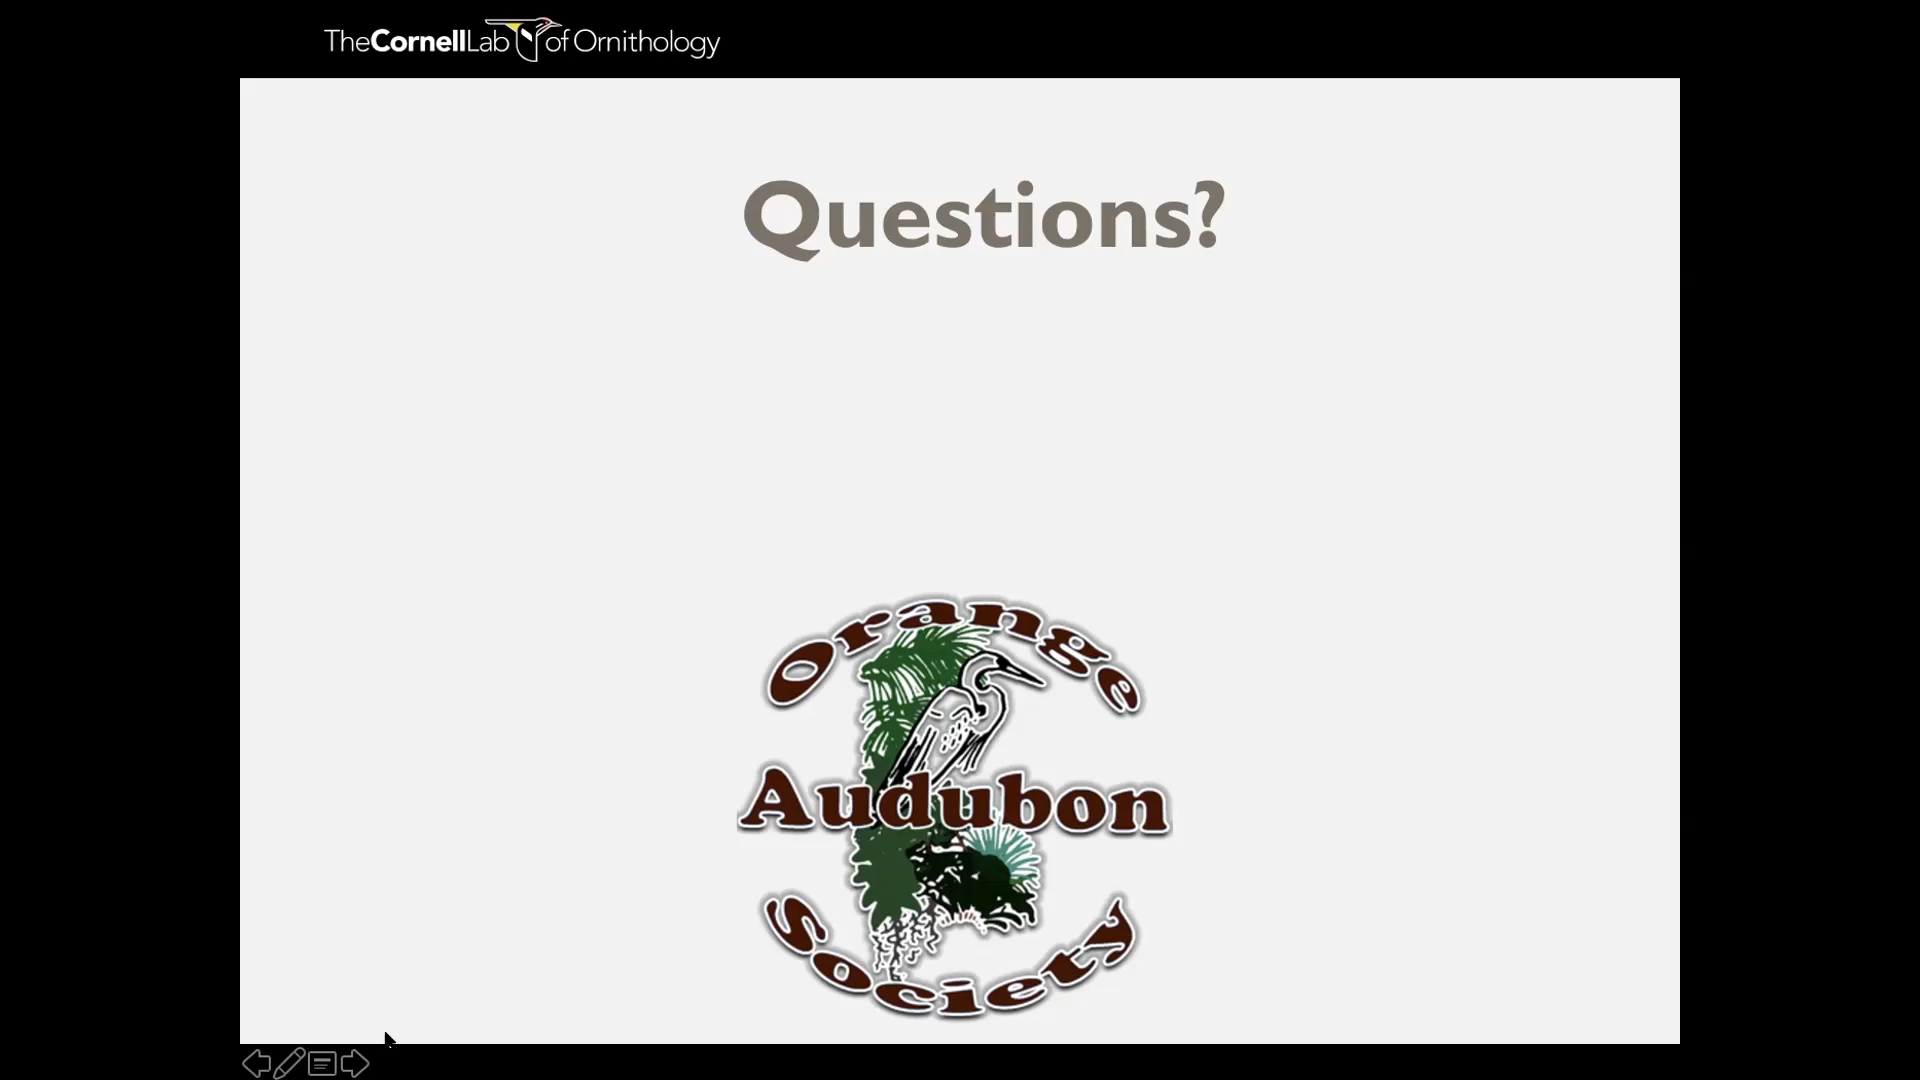 TheCornellLab of Ornithology
Questions?
Orange
Audubon
Society